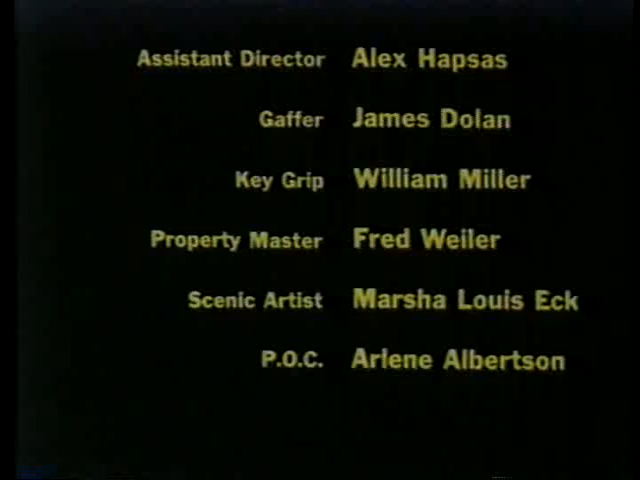 Assistant Director Alex Hapsas
Gaffer James Dolan
Key Grip William Miller
Property Master Fred Weiler
Scenic Artist Marsha Louis Eck
P.O.C. Arlene Albertson